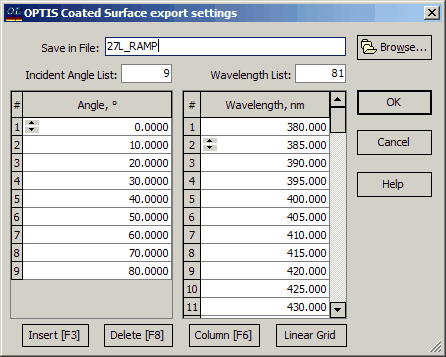 OL OPTIS Coated Surface export settings
Save in File: 27L_RAMP Browse...
Incident Angle List: 9 Wavelength List: 81
# Angle, ° # Wavelength, nm OK
1 0.0000 1 380.000
2 10.0000 2 385.000 Cancel
3 20.0000 3 390.000
4 30.0000 4 395.000 Help
5 40.0000 5 400.000
6 50.0000 6 405.000
7 60.0000 7 410.000
8 70.0000 8 415.000
9 80.0000 9 420.000
10 425.000
11 430.000
Insert [F3] Delete [F8] Column [F6] Linear Grid